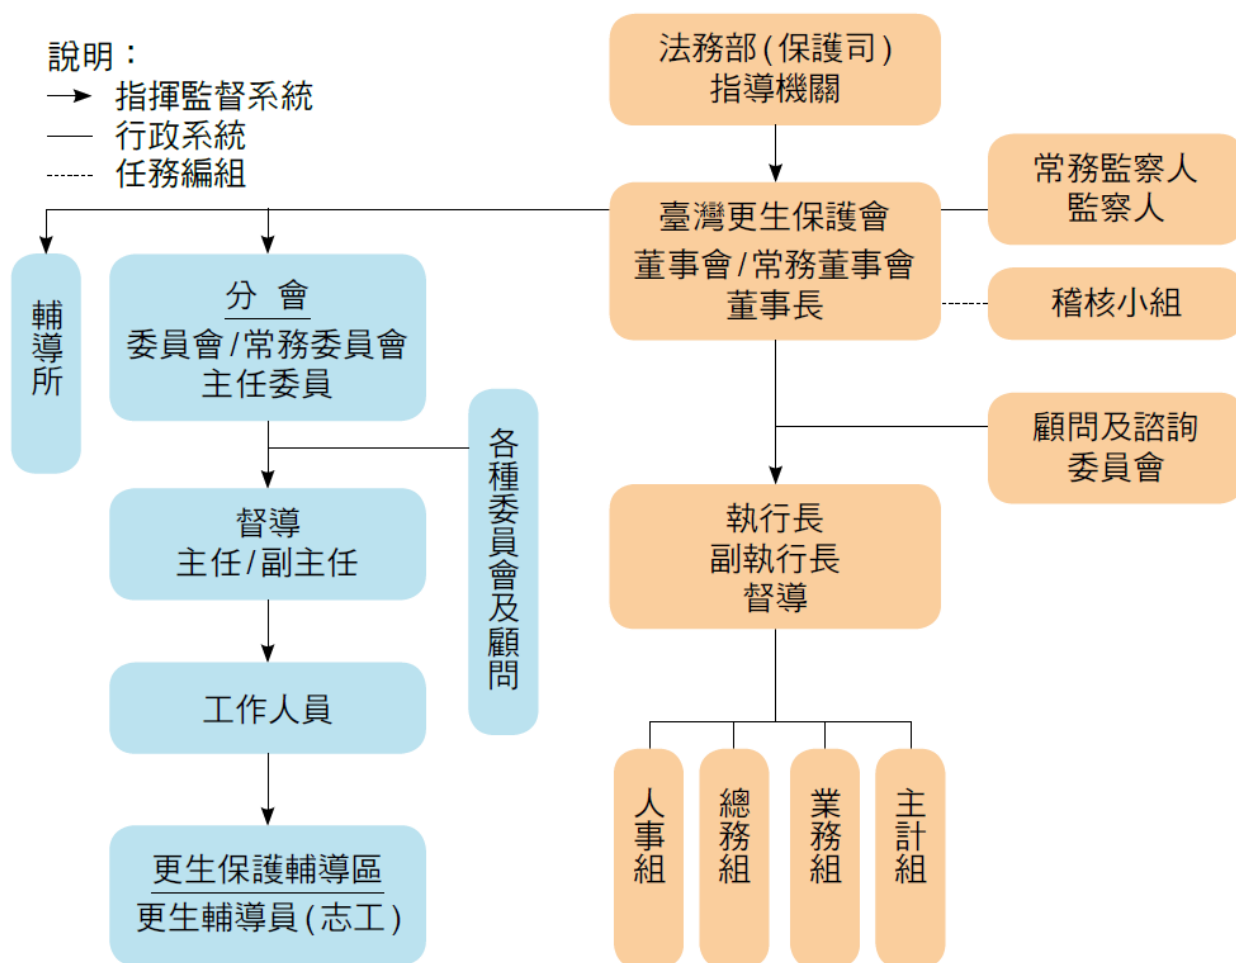 說明：
指揮監督系統
行政系統
任務編組
法務部(保護司)
指導機關
臺灣更生保護會
董事會/常務董事會
董事長
常務監察人
監察人
稽核小組
顧問及諮詢
委員會
執行長
副執行長
督導
人事組
總務組
業務組
主計組
輔導所
分 會
委員會/常務委員會
主任委員
各種委員會及顧問
督導
主任/副主任
工作人員
更生保護輔導區
更生輔導員(志工)